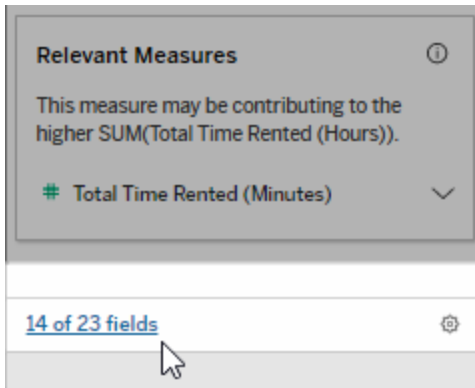 Relevant Measures
This measure may be contributing to the
higher SUM(Total Time Rented (Hours)).
# Total Time Rented (Minutes)
14 of 23 fields